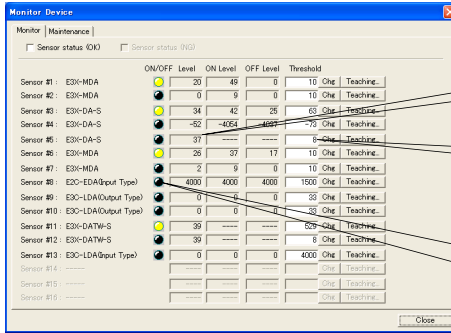 Monitor Device
Monitor Maintenance
Sensor status (OK) Sensor status (NG)
ON/OFF Level ON Level OFF Level Threshold
Sensor #1 : E3X-MDA 20 49 0 10 Chg Teaching...
Sensor #2 : E3X-MDA 0 9 0 10 Chg Teaching...
Sensor #3 : E3X-DA-S 34 42 25 63 Chg Teaching...
Sensor #4 : E3X-DA-S -52 -4054 -4037 -73 Chg Teaching...
Sensor #5 : E3X-DA-S 37 ---- ---- 8 Chg Teaching...
Sensor #6 : E3X-MDA 26 37 17 10 Chg Teaching...
Sensor #7 : E3X-MDA 2 9 0 10 Chg Teaching...
Sensor #8 : E2C-EDA(Input Type) 4000 4000 4000 1500 Chg Teaching...
Sensor #9 : E3C-LDA(Output Type) 0 0 0 33 Chg Teaching...
Sensor #10 : E3C-LDA(Output Type) 0 0 0 33 Chg Teaching...
Sensor #11 : E3X-DATW-S 39 ---- ---- 529 Chg Teaching...
Sensor #12 : E3X-DATW-S 39 ---- ---- 8 Chg Teaching...
Sensor #13 : E3C-LDA(Input Type) 0 0 0 4000 Chg Teaching...
Sensor #14 : ----- Chg Teaching...
Sensor #15 : ----- Chg Teaching...
Sensor #16 : ----- Chg Teaching...
Close